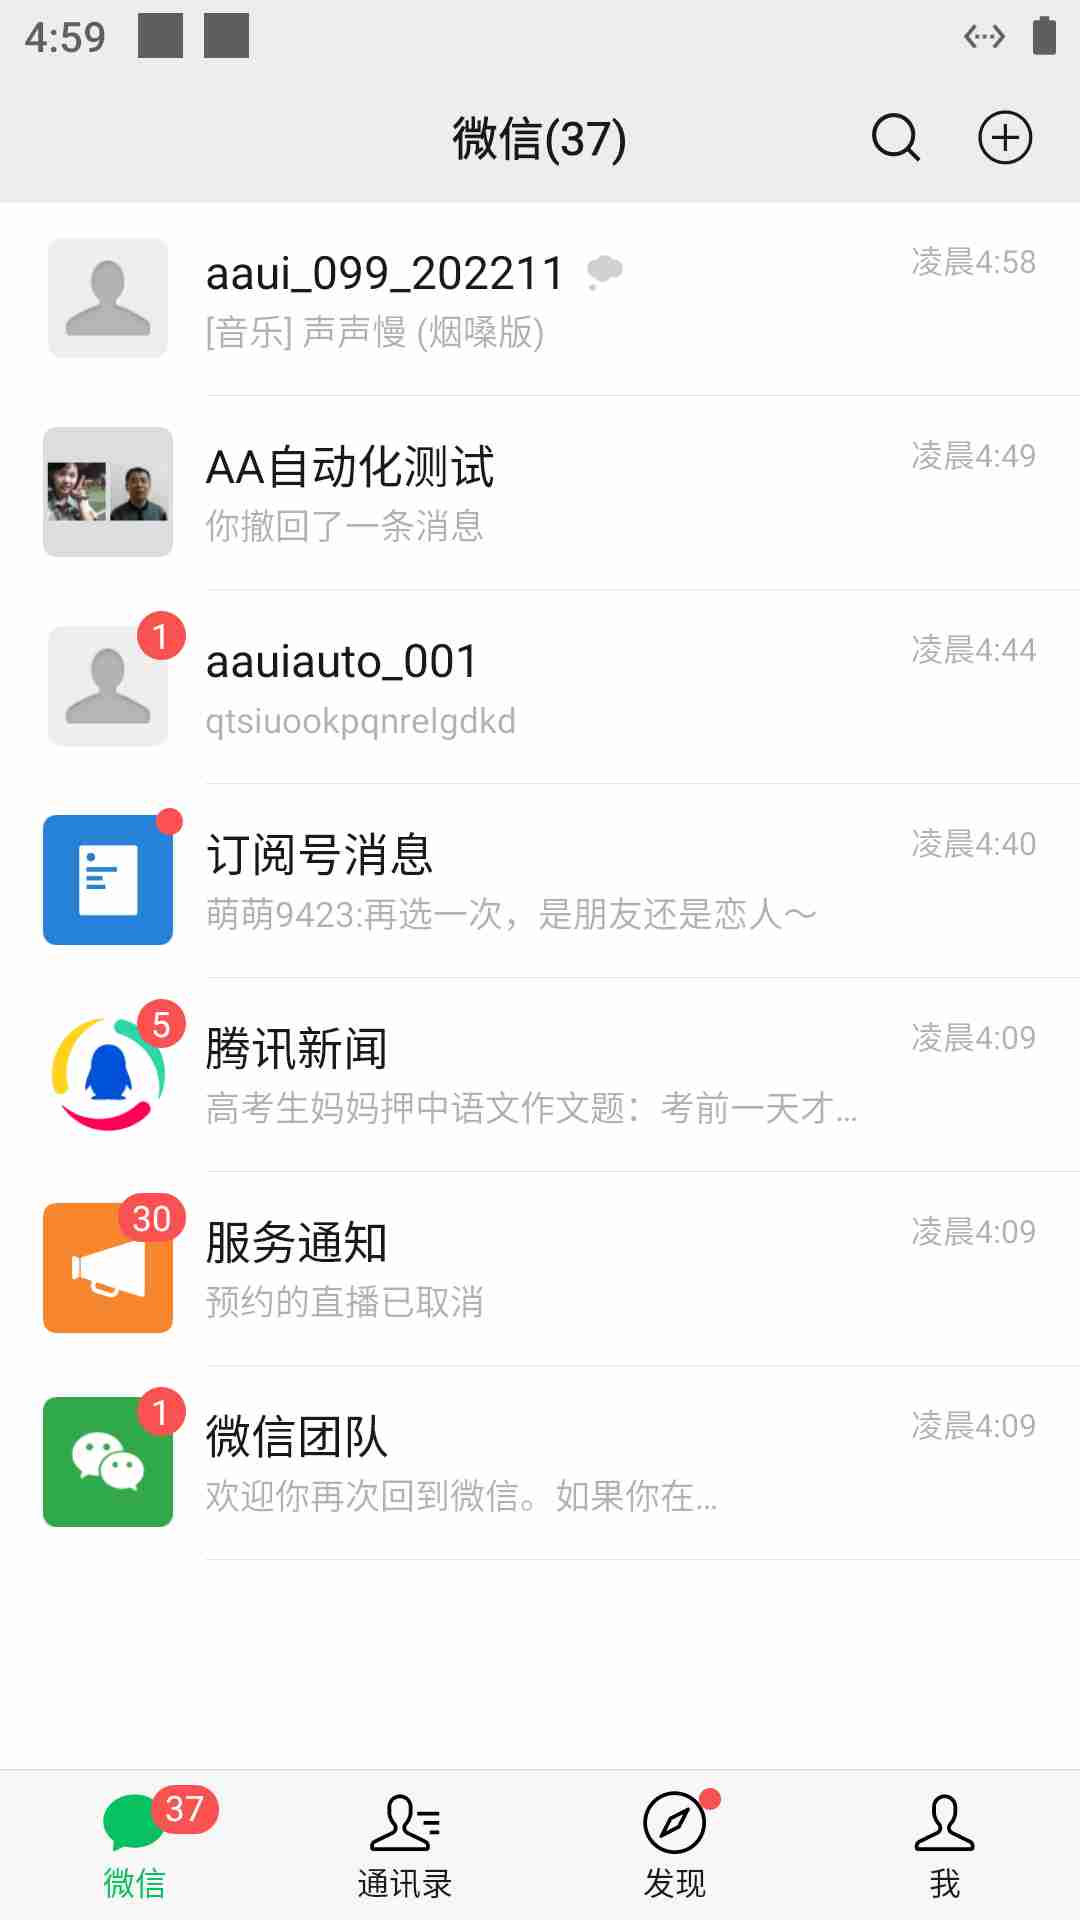 4:59
微信(37)
aaui_099_202211
凌晨4:58
[音乐] 声声慢 (烟嗓版)
AA自动化测试
凌晨4:49
你撤回了一条消息
1
aauiauto_001
凌晨4:44
qtsiuookpqnrelgdkd
订阅号消息
凌晨4:40
萌萌9423:再选一次，是朋友还是恋人～
5
腾讯新闻
凌晨4:09
高考生妈妈押中语文作文题：考前一天才...
30
服务通知
凌晨4:09
预约的直播已取消
1
微信团队
凌晨4:09
欢迎你再次回到微信。如果你在...
37
微信
通讯录
发现
我